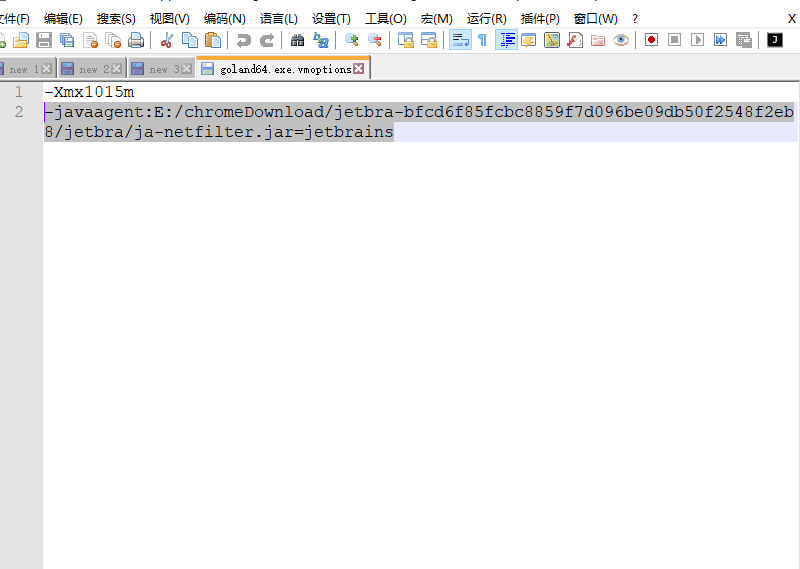 文件(F) 编辑(E) 搜索(S) 视图(V) 编码(N) 语言(L) 设置(T) 工具(O) 宏(M) 运行(R) 插件(P) 窗口(W) ? X
new 1 new 2 new 3 goland64.exe.vmoptions
1 -Xmx1015m
2 -javaagent:E:/chromeDownload/jetbra-bfcd6f85fcbc8859f7d096be09db50f2548f2eb
8/jetbra/ja-netfilter.jar=jetbrains